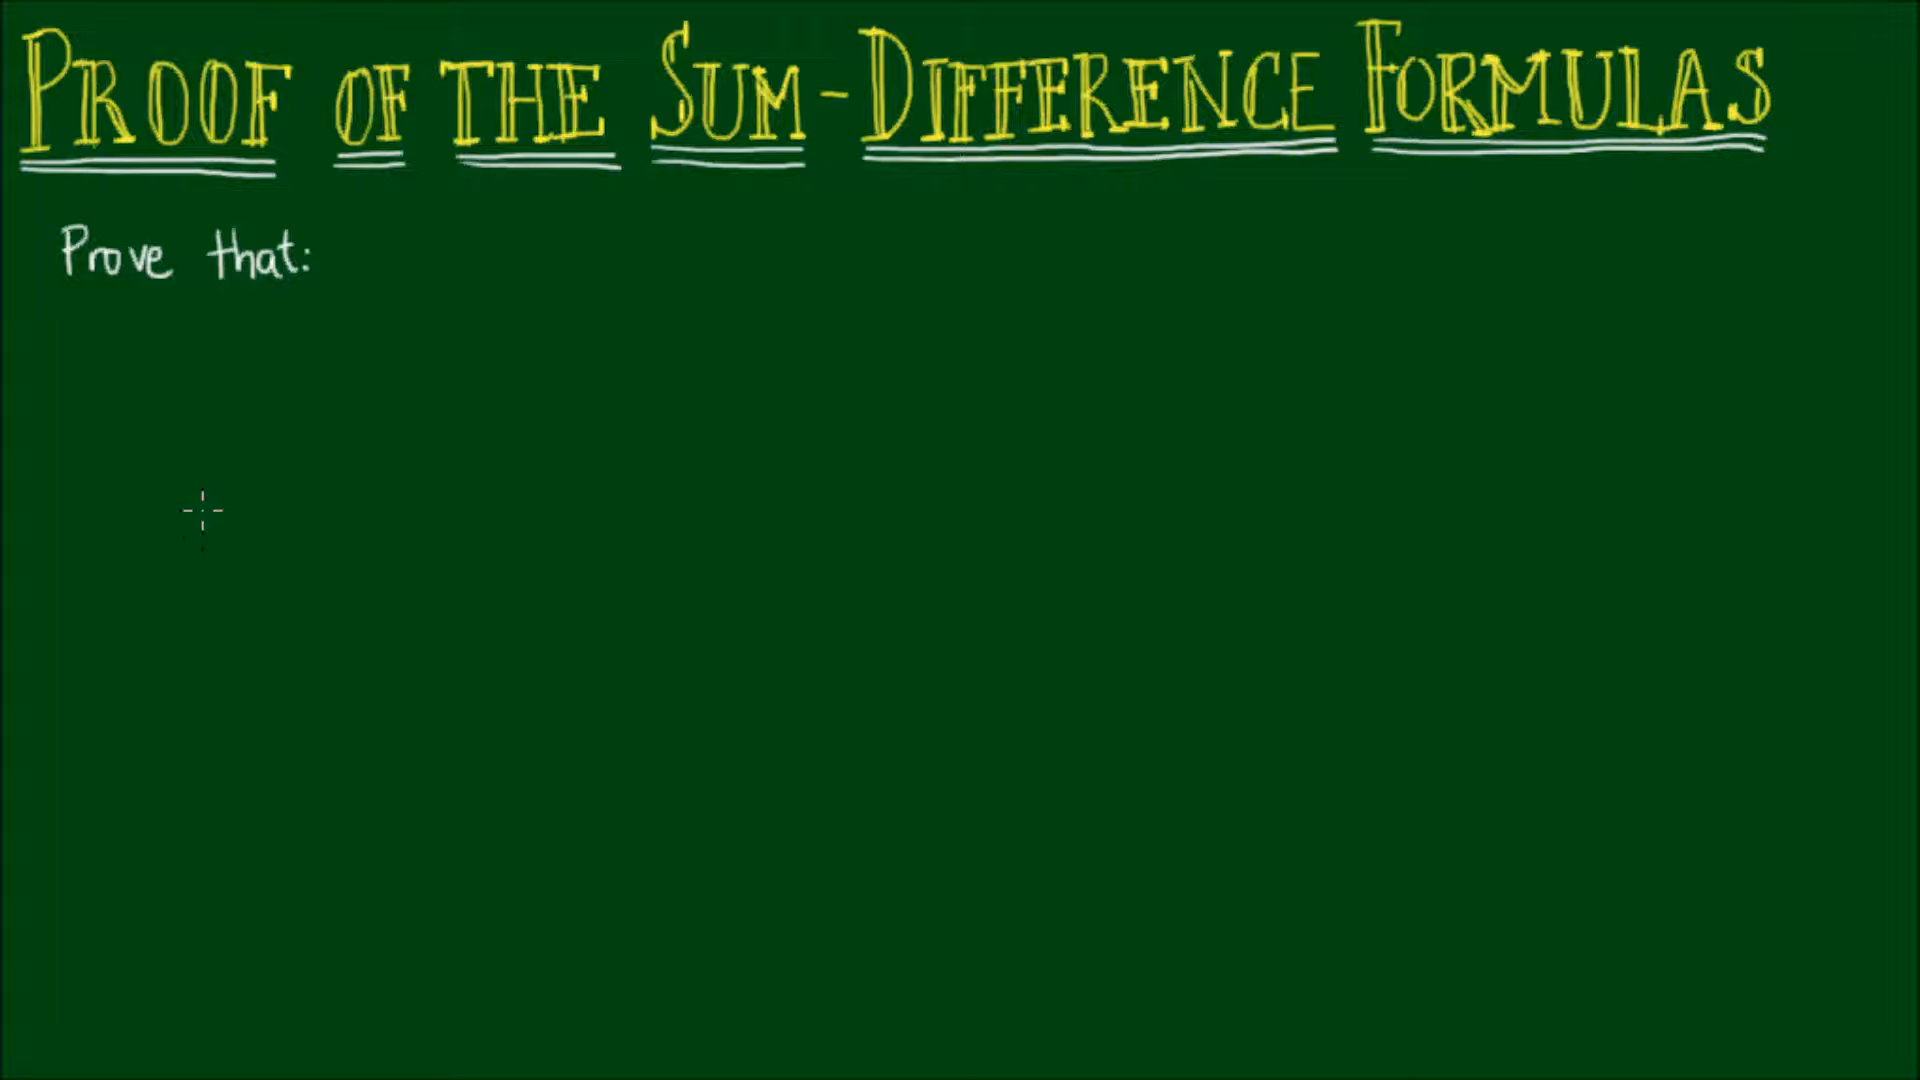 PROOF OF THE SUM-DIFFERENCE FORMULAS
Prove that: